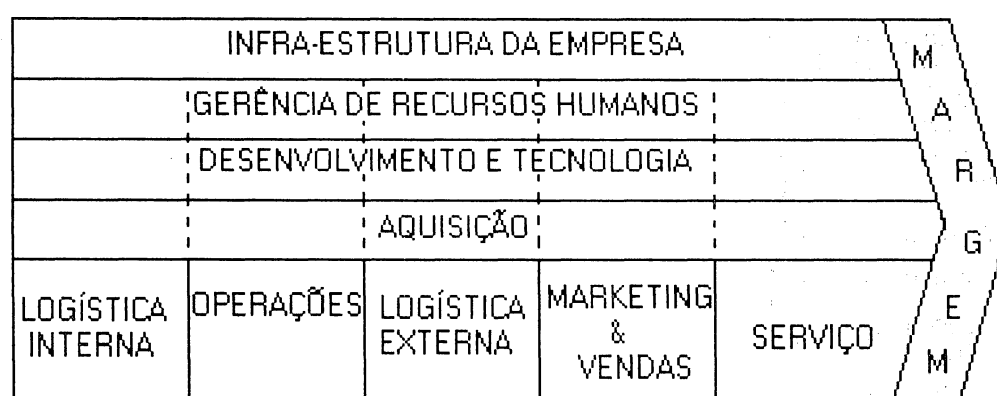 INFRA-ESTRUTURA DA EMPRESA
GERÊNCIA DE RECURSOS HUMANOS
DESENVOLVIMENTO E TECNOLOGIA
AQUISIÇÃO
LOGÍSTICA
INTERNA
OPERAÇÕES
LOGÍSTICA
EXTERNA
MARKETING
&
VENDAS
SERVIÇO
MARGEM